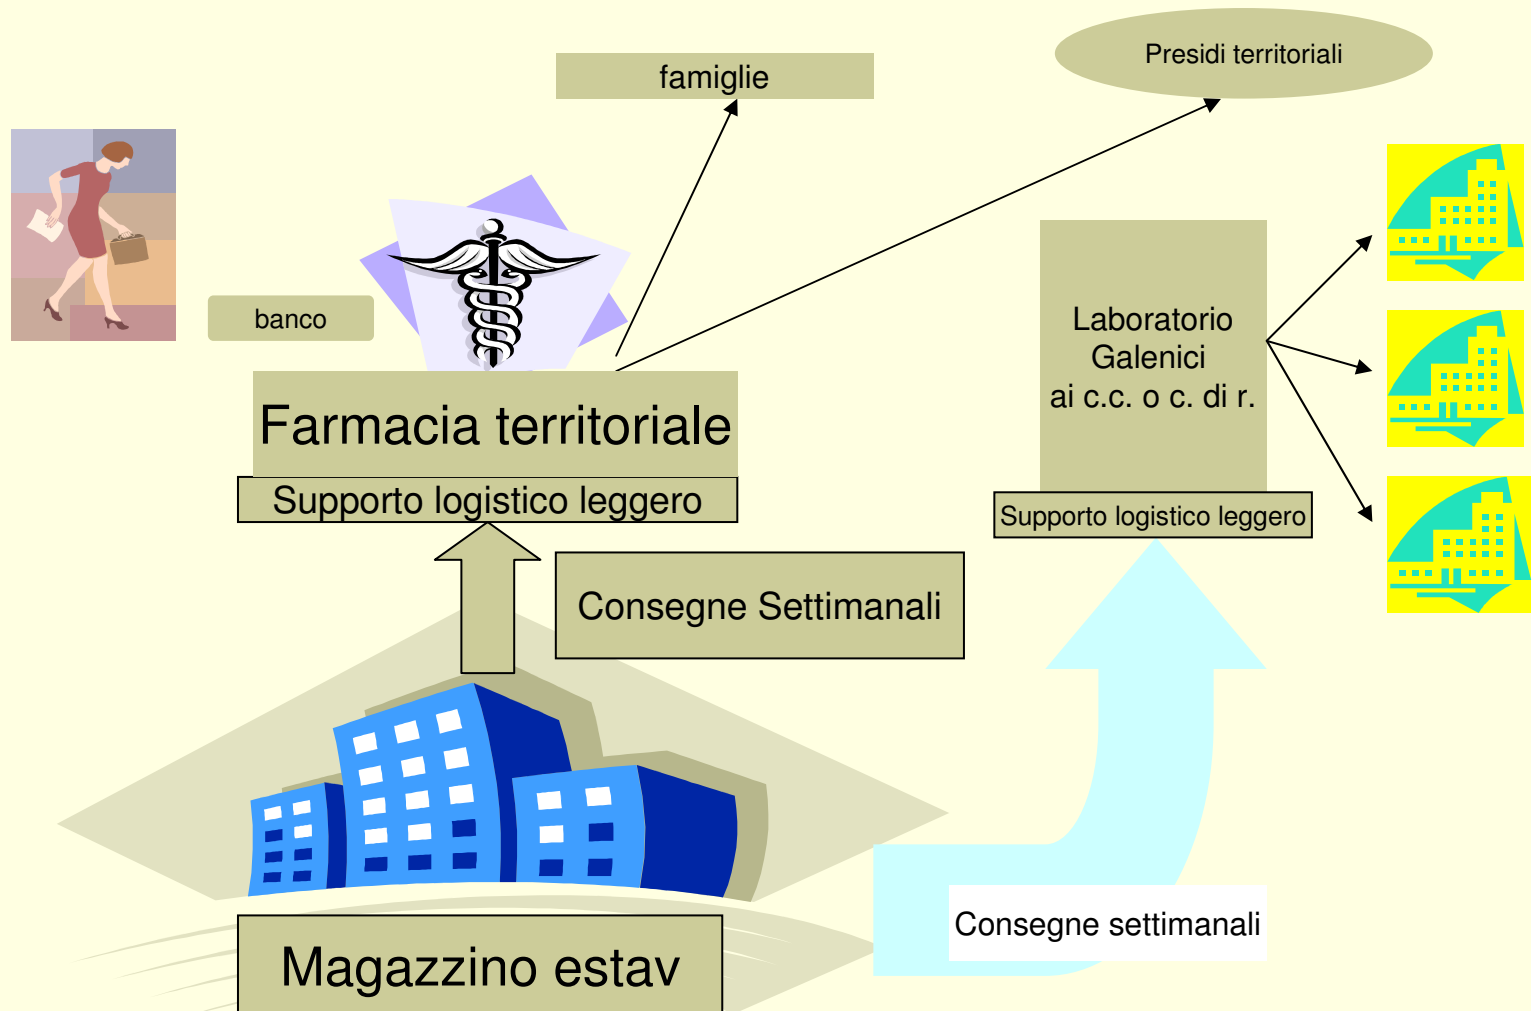 famiglie
Presidi territoriali
banco
Farmacia territoriale
Supporto logistico leggero
Laboratorio
Galenici
ai c.c. o c. di r.
Supporto logistico leggero
Consegne Settimanali
Consegne settimanali
Magazzino estav